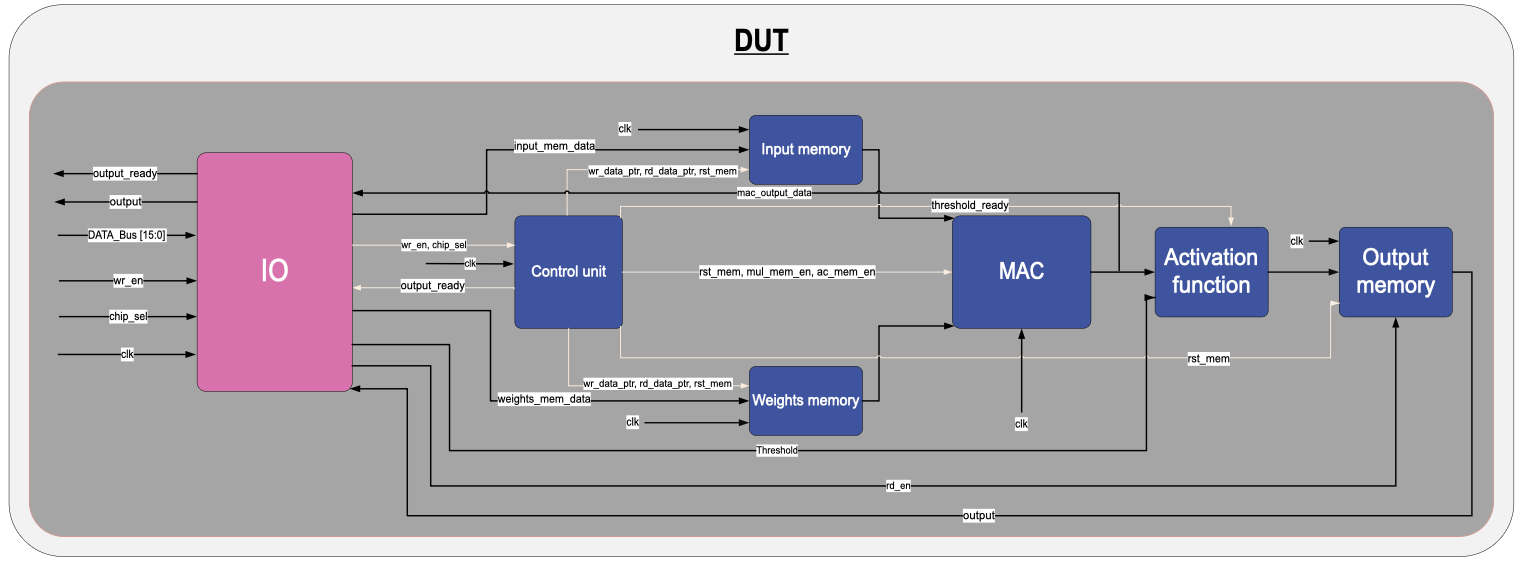 DUT
clk
input_mem_data
Input memory
output_ready
wr_data_ptr, rd_data_ptr, rst_mem
mac_output_data
output
threshold_ready
DATA_Bus [15:0]
wr_en, chip_sel
clk
clk
IO
Control unit
rst_mem, mul_mem_en, ac_mem_en
MAC
Activation
function
Output
memory
wr_en
output_ready
chip_sel
clk
rst_mem
wr_data_ptr, rd_data_ptr, rst_mem
weights_mem_data
Weights memory
clk
clk
Threshold
rd_en
output